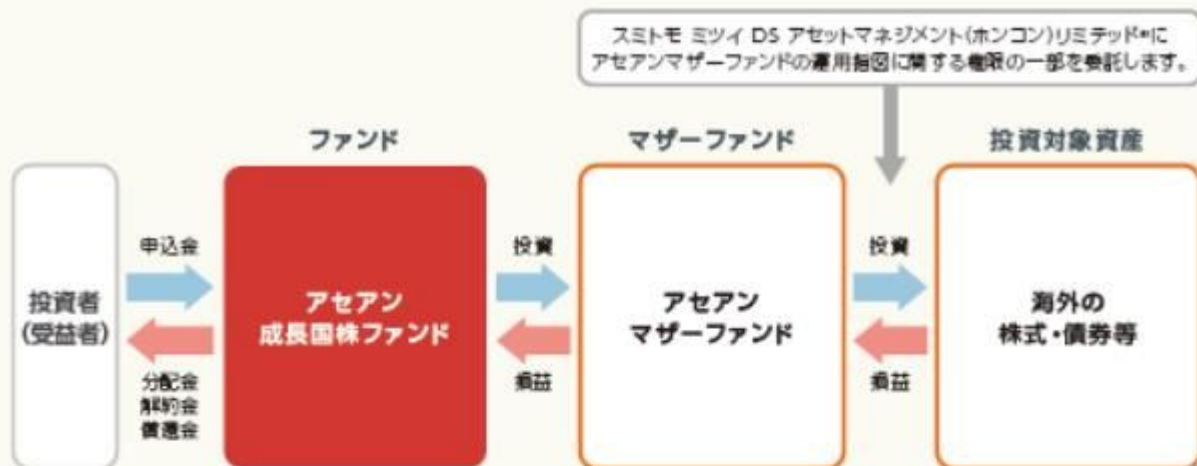 スミトモ ミツイ DS アセットマネジメント(ホンコン)リミテッド*に
アセアンマザーファンドの運用指図に関する権限の一部を委託します。
ファンド
マザーファンド
投資対象資産
投資者
(受益者)
申込金
分配金
解約金
償還金
アセアン
成長国株ファンド
投資
損益
アセアン
マザーファンド
投資
損益
海外の
株式・債券等